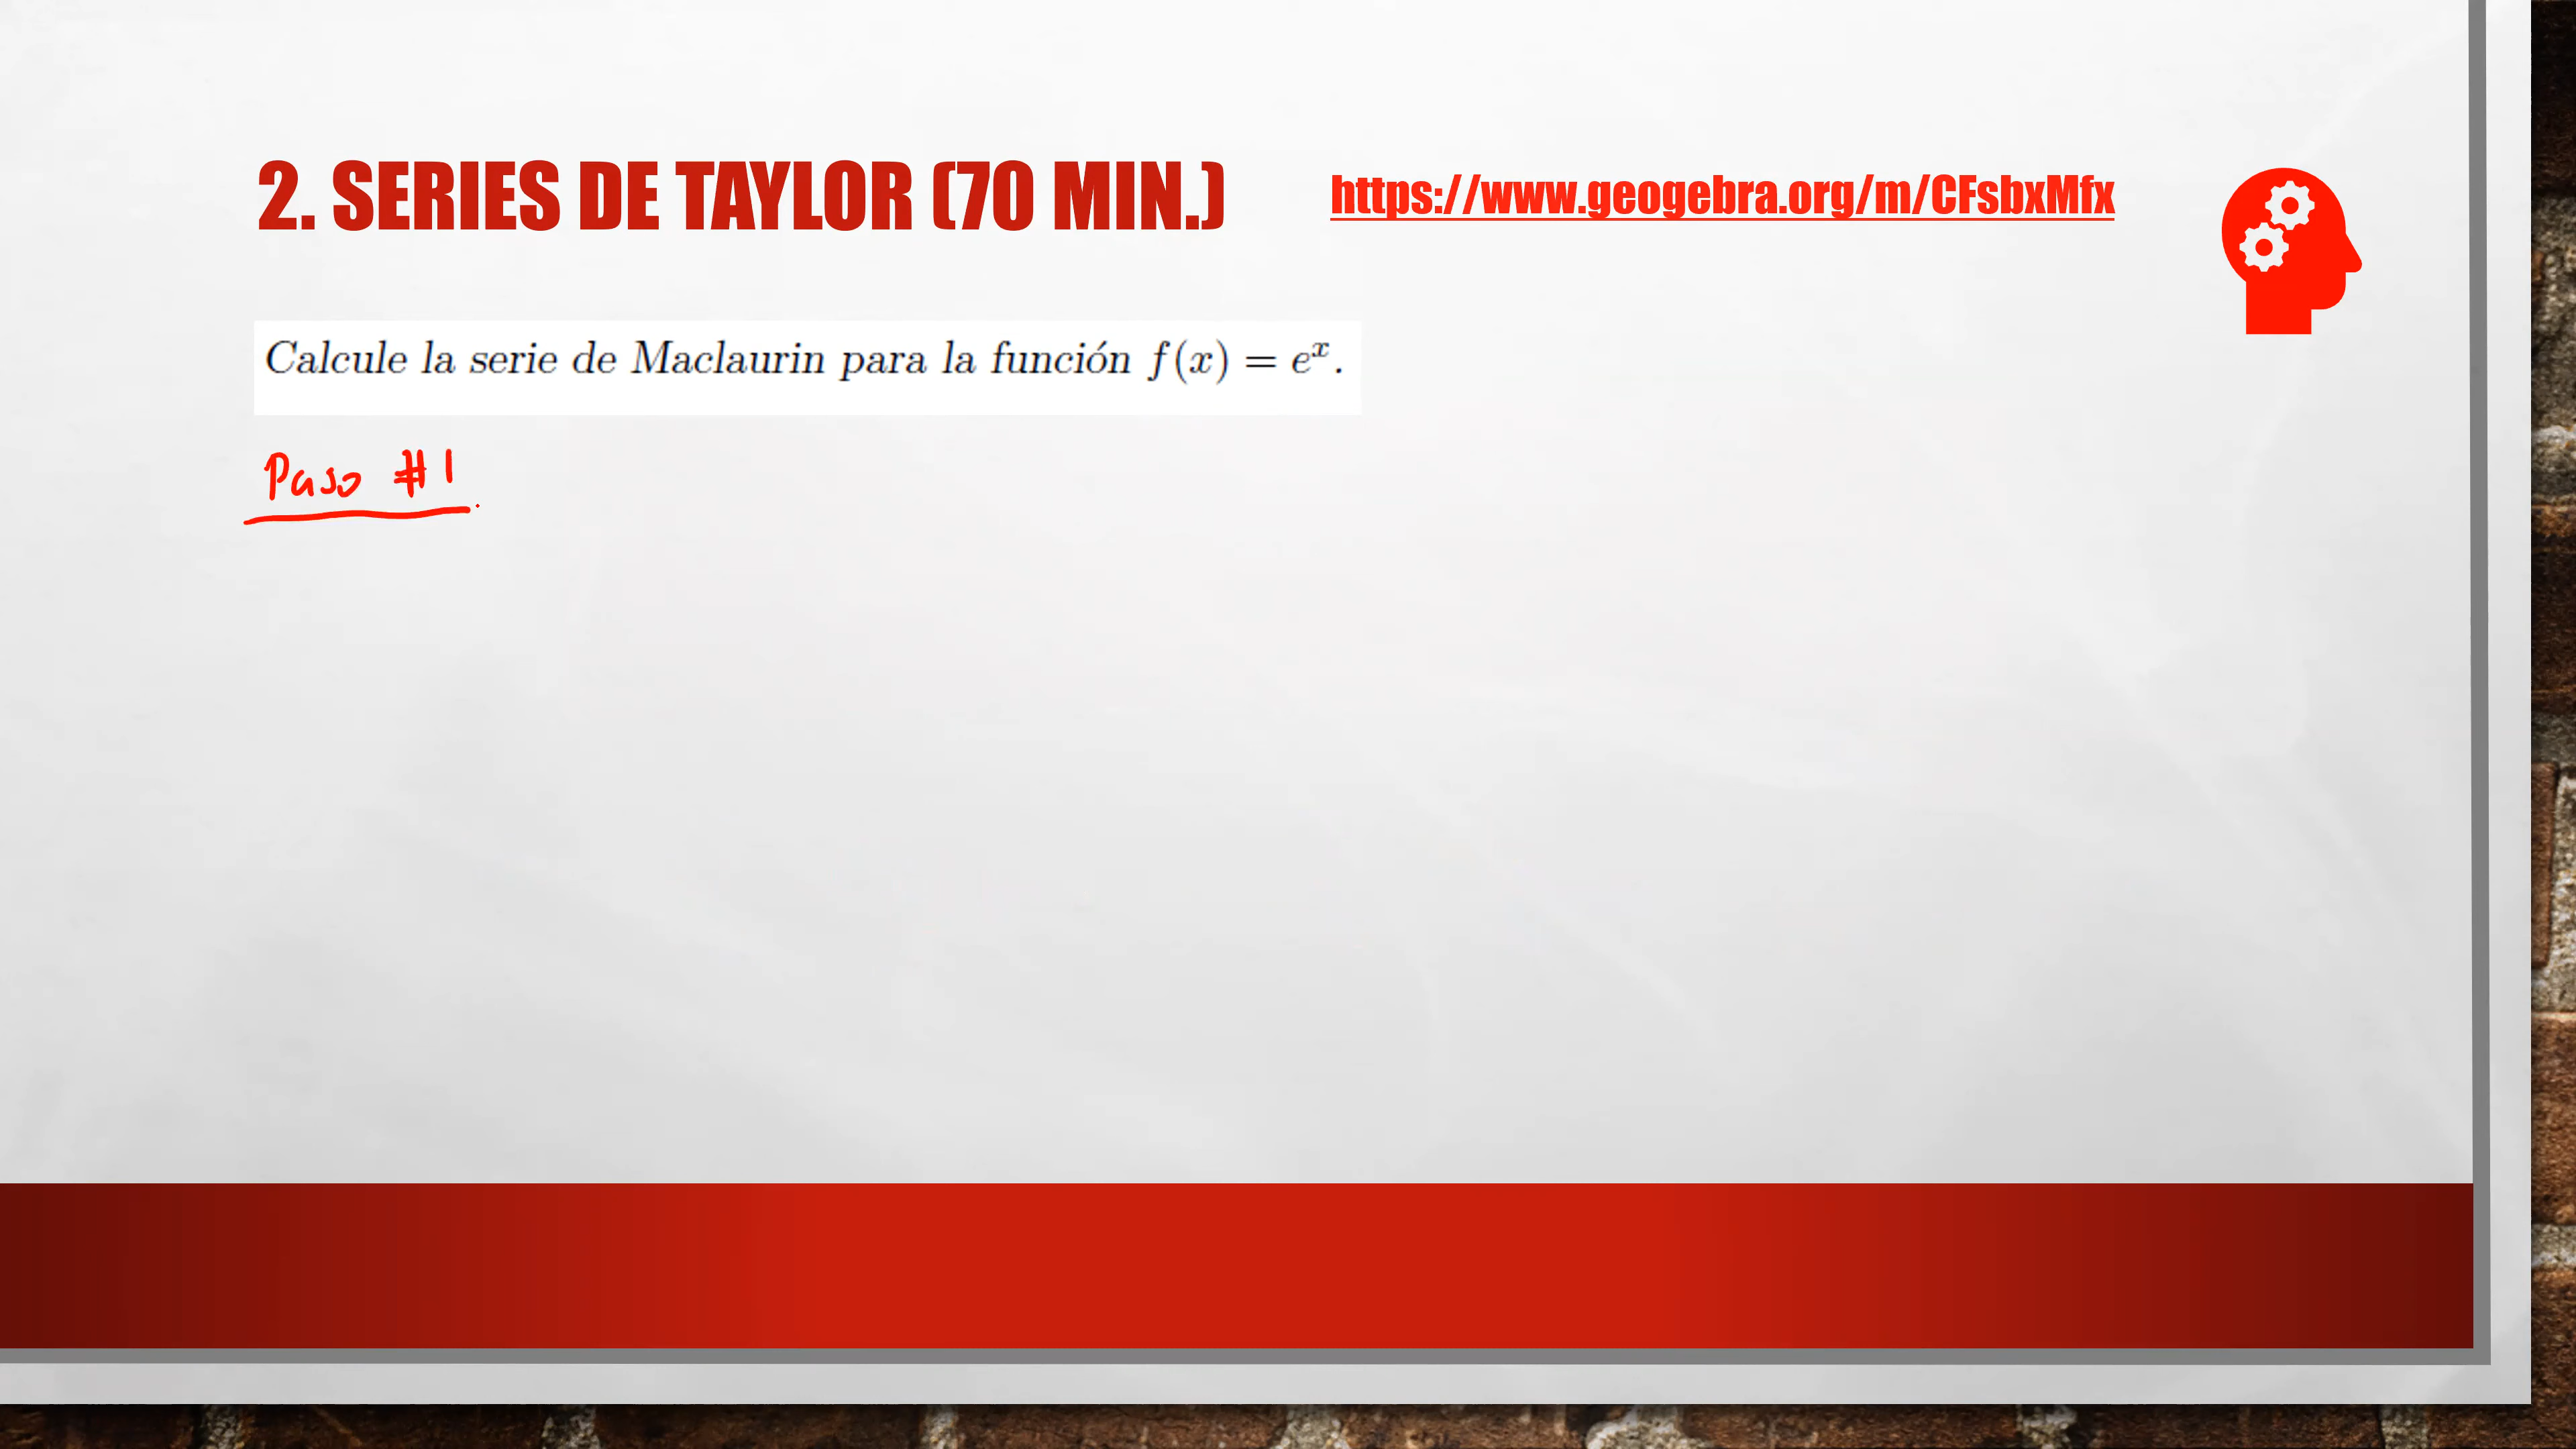 2. SERIES DE TAYLOR (70 MIN.)
https://www.geogebra.org/m/CFsbxMfx
Calcule la serie de Maclaurin para la función f(x) = eˣ.
Paso #1